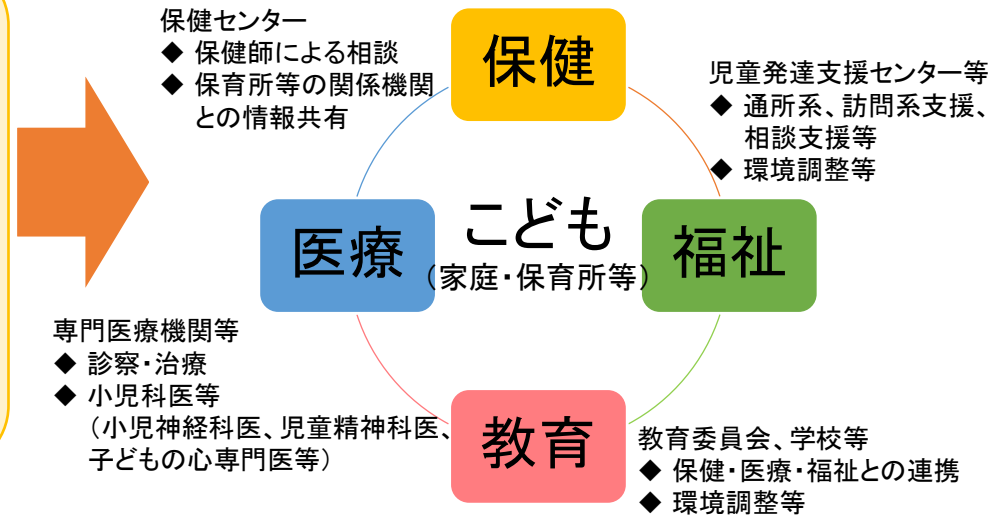 保健センター
◆ 保健師による相談
◆ 保育所等の関係機関
との情報共有
保健
児童発達支援センター等
◆ 通所系、訪問系支援、
相談支援等
◆ 環境調整等
医療
こども
（家庭・保育所等）
福祉
専門医療機関等
◆ 診察・治療
◆ 小児科医等
（小児神経科医、児童精神科医、
子どもの心専門医等）
教育
教育委員会、学校等
◆ 保健・医療・福祉との連携
◆ 環境調整等